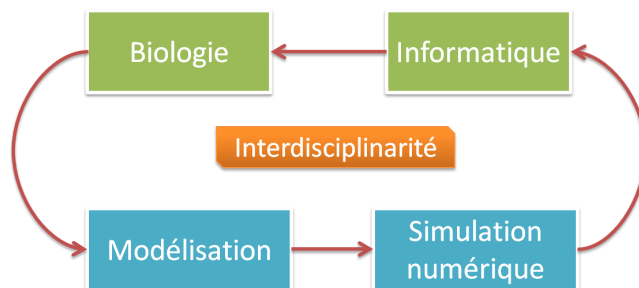 Biologie
Informatique
Interdisciplinarité
Modélisation
Simulation
numérique